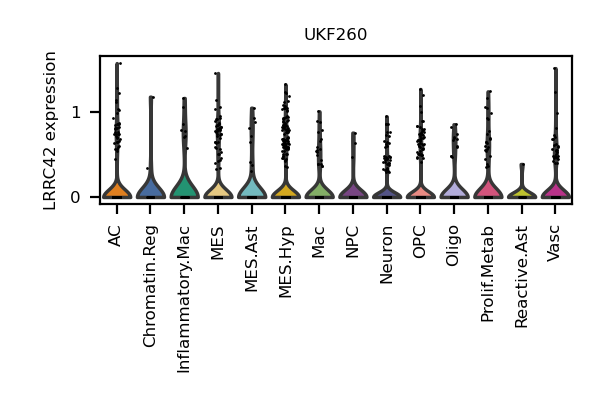 UKF260
LRRC42 expression
1
0
AC
Chromatin.Reg
Inflammatory.Mac
MES
MES.Ast
MES.Hyp
Mac
NPC
Neuron
OPC
Oligo
Prolif.Metab
Reactive.Ast
Vasc